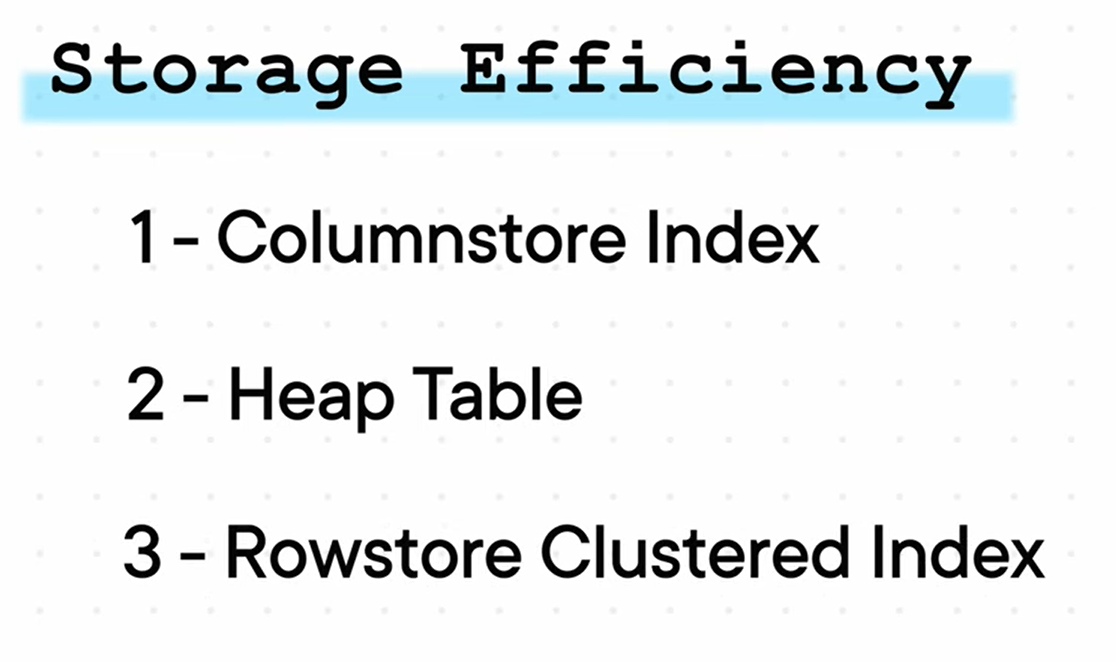 Storage Efficiency
1 - Columnstore Index
2 - Heap Table
3 - Rowstore Clustered Index